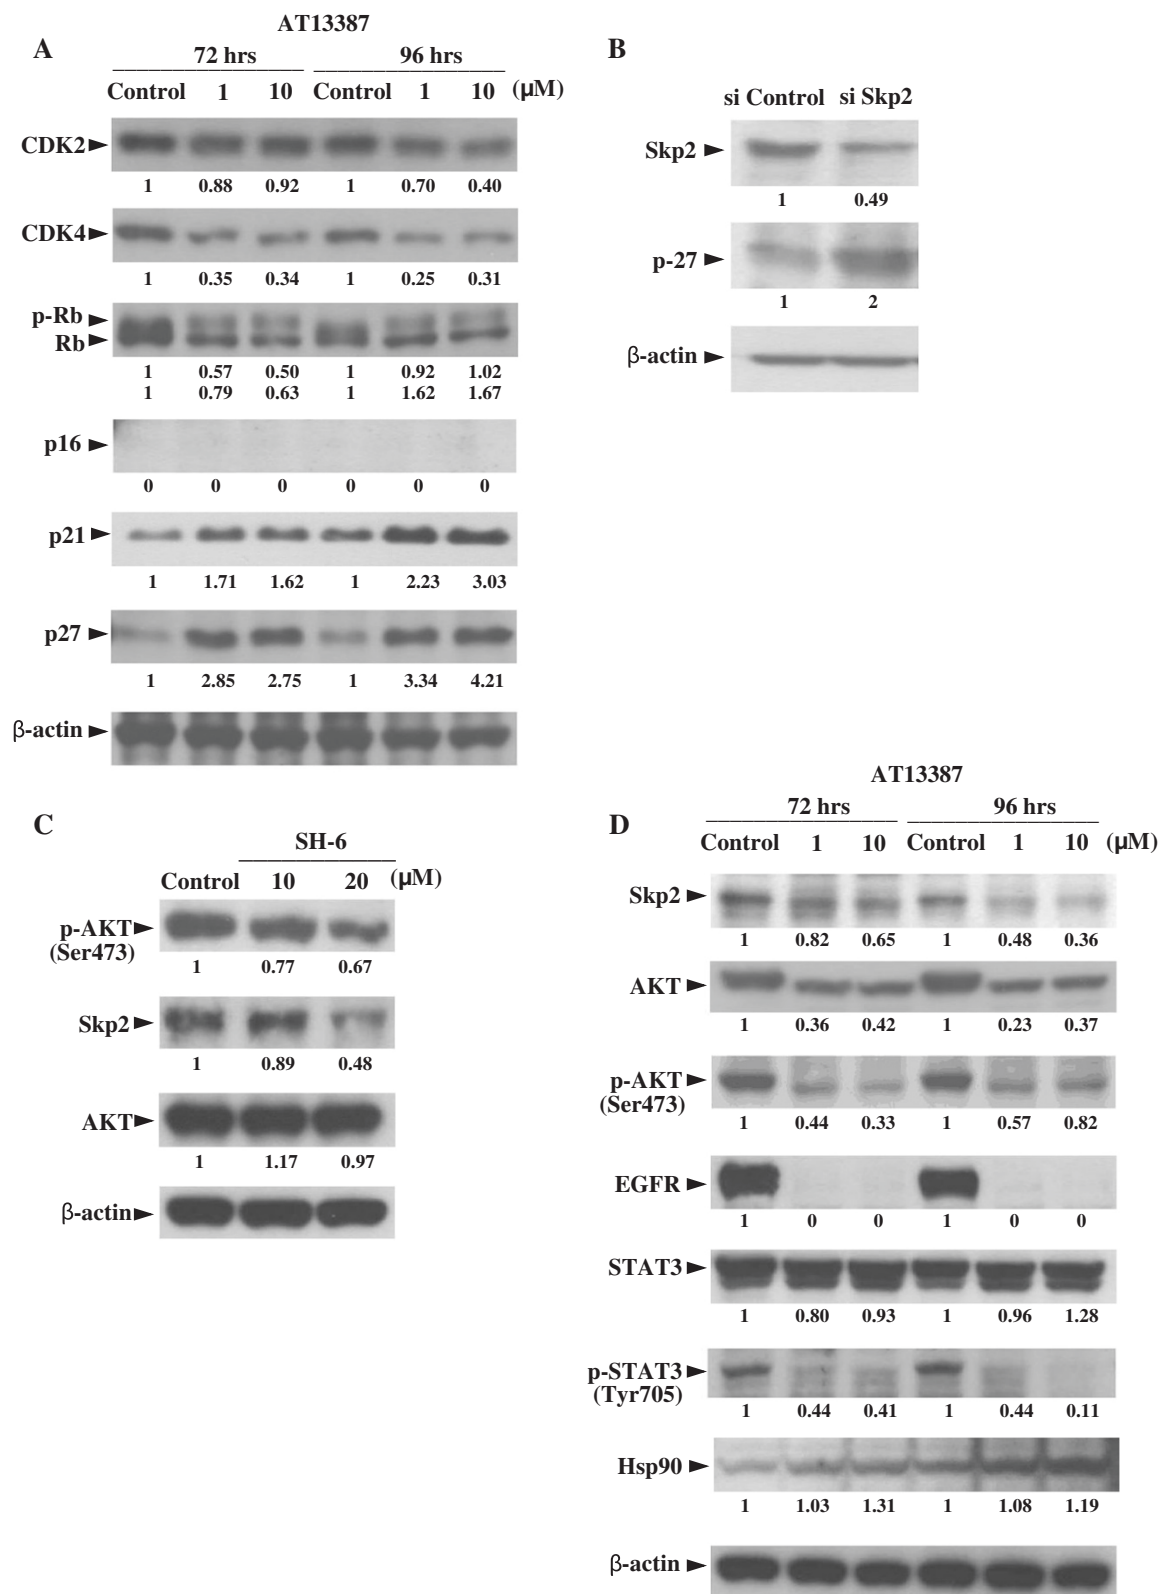 A
AT13387
72 hrs 96 hrs
Control 1 10 Control 1 10 (µM)
CDK2
1 0.88 0.92 1 0.70 0.40
CDK4
1 0.35 0.34 1 0.25 0.31
p-Rb
Rb
1 0.57 0.50 1 0.92 1.02
1 0.79 0.63 1 1.62 1.67
p16
0 0 0 0 0 0
p21
1 1.71 1.62 1 2.23 3.03
p27
1 2.85 2.75 1 3.34 4.21
β-actin
B
si Control si Skp2
Skp2
1 0.49
p-27
1 2
β-actin
C
SH-6
Control 10 20 (µM)
p-AKT
(Ser473)
1 0.77 0.67
Skp2
1 0.89 0.48
AKT
1 1.17 0.97
β-actin
D
AT13387
72 hrs 96 hrs
Control 1 10 Control 1 10 (µM)
Skp2
1 0.82 0.65 1 0.48 0.36
AKT
1 0.36 0.42 1 0.23 0.37
p-AKT
(Ser473)
1 0.44 0.33 1 0.57 0.82
EGFR
1 0 0 1 0 0
STAT3
1 0.80 0.93 1 0.96 1.28
p-STAT3
(Tyr705)
1 0.44 0.41 1 0.44 0.11
Hsp90
1 1.03 1.31 1 1.08 1.19
β-actin